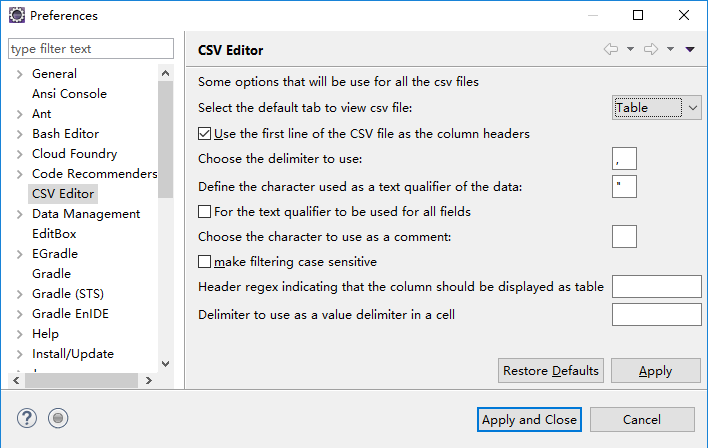 Preferences
type filter text
General
Ansi Console
Ant
Bash Editor
Cloud Foundry
Code Recommenders
CSV Editor
Data Management
EditBox
EGradle
Gradle
Gradle (STS)
Gradle EnIDE
Help
Install/Update
CSV Editor
Some options that will be use for all the csv files
Select the default tab to view csv file:
Table
Use the first line of the CSV file as the column headers
Choose the delimiter to use:
,
Define the character used as a text qualifier of the data:
"
For the text qualifier to be used for all fields
Choose the character to use as a comment:
make filtering case sensitive
Header regex indicating that the column should be displayed as table
Delimiter to use as a value delimiter in a cell
Restore Defaults
Apply
?
Apply and Close
Cancel